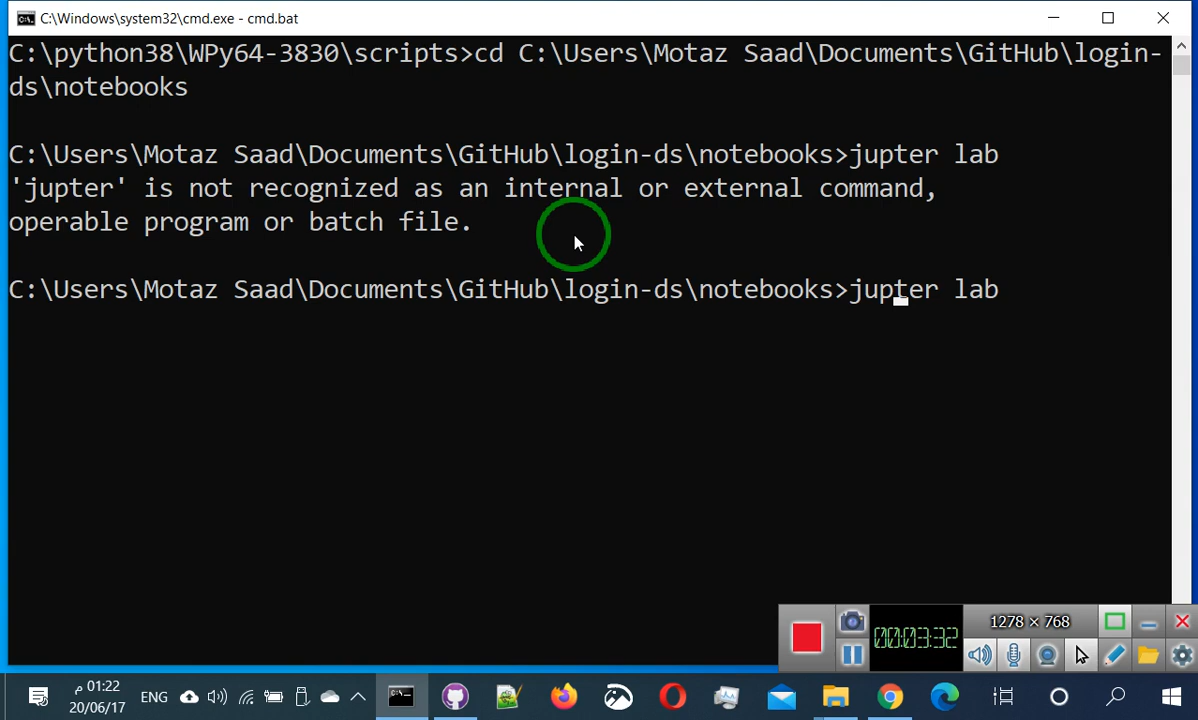 C:\Windows\system32\cmd.exe - cmd.bat
C:\python38\WPy64-3830\scripts>cd C:\Users\Motaz Saad\Documents\GitHub\login-
ds\notebooks
C:\Users\Motaz Saad\Documents\GitHub\login-ds\notebooks>jupter lab
'jupter' is not recognized as an internal or external command,
operable program or batch file.
C:\Users\Motaz Saad\Documents\GitHub\login-ds\notebooks>jupter lab
1278 × 768
00:03:32
01:22 م
ENG
20/06/17